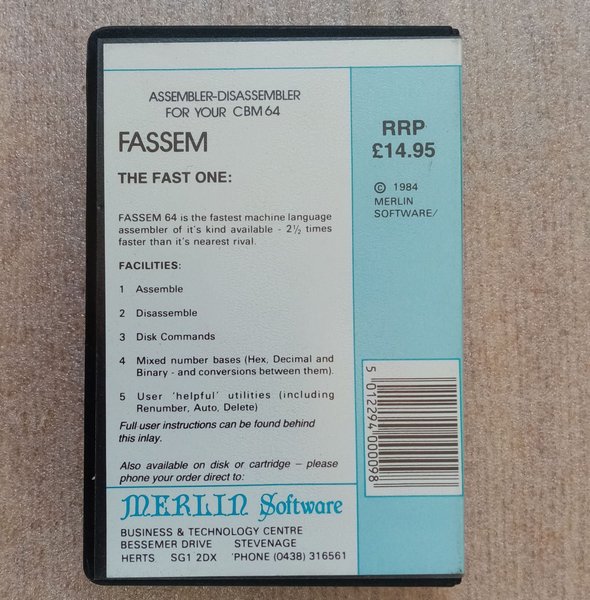 ASSEMBLER-DISASSEMBLER
FOR YOUR CBM 64
FASSEM
THE FAST ONE:
FASSEM 64 is the fastest machine language
assembler of it's kind available - 2½ times
faster than it's nearest rival.
FACILITIES:
1 Assemble
2 Disassemble
3 Disk Commands
4 Mixed number bases (Hex, Decimal and
Binary - and conversions between them).
5 User 'helpful' utilities (including
Renumber, Auto, Delete)
Full user instructions can be found behind
this inlay.
Also available on disk or cartridge – please
phone your order direct to:
MERLIN Software
BUSINESS & TECHNOLOGY CENTRE
BESSEMER DRIVE STEVENAGE
HERTS SG1 2DX 'PHONE (0438) 316561
RRP
£14.95
© 1984
MERLIN
SOFTWARE/
5 012294 000098